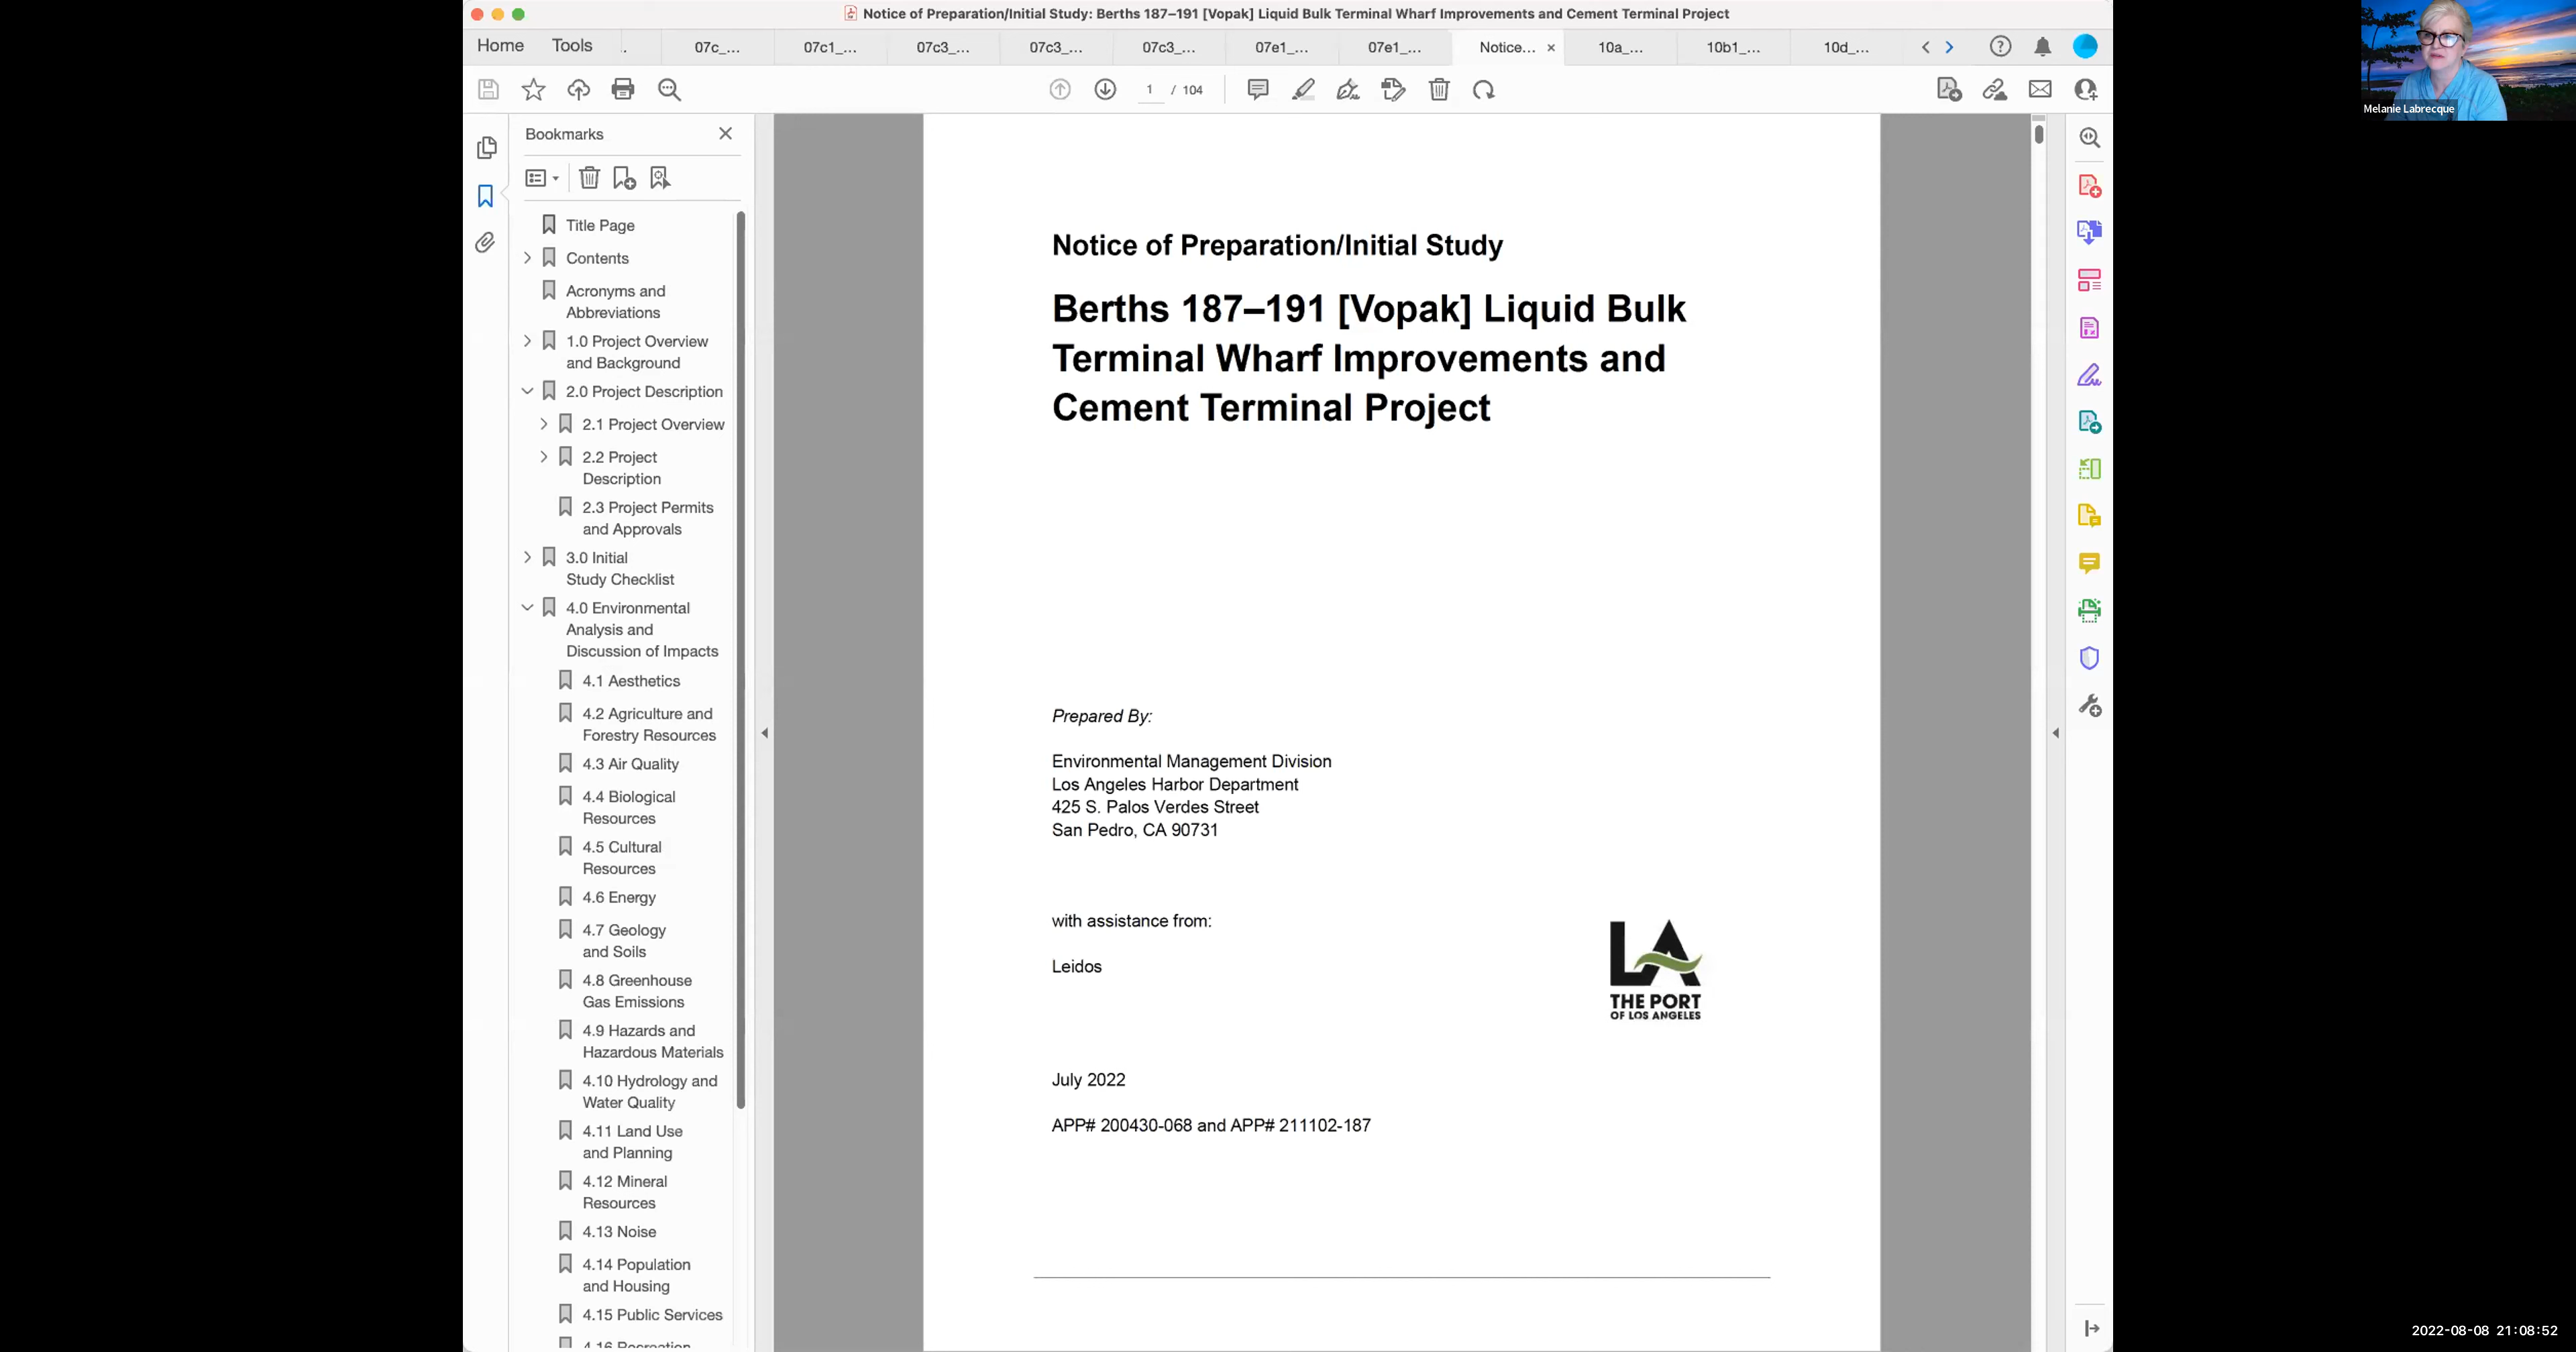 Notice of Preparation/Initial Study: Berths 187–191 [Vopak] Liquid Bulk Terminal Wharf Improvements and Cement Terminal Project
Home Tools . 07c_... 07c1_... 07c3_... 07c3_... 07c3_... 07e1_... 07e1_... Notice... × 10a_... 10b1_... 10d_...
1 / 104
Bookmarks
Title Page
Contents
Acronyms and
Abbreviations
1.0 Project Overview
and Background
2.0 Project Description
2.1 Project Overview
2.2 Project
Description
2.3 Project Permits
and Approvals
3.0 Initial
Study Checklist
4.0 Environmental
Analysis and
Discussion of Impacts
4.1 Aesthetics
4.2 Agriculture and
Forestry Resources
4.3 Air Quality
4.4 Biological
Resources
4.5 Cultural
Resources
4.6 Energy
4.7 Geology
and Soils
4.8 Greenhouse
Gas Emissions
4.9 Hazards and
Hazardous Materials
4.10 Hydrology and
Water Quality
4.11 Land Use
and Planning
4.12 Mineral
Resources
4.13 Noise
4.14 Population
and Housing
4.15 Public Services
4.16 Recreation
Notice of Preparation/Initial Study
Berths 187–191 [Vopak] Liquid Bulk
Terminal Wharf Improvements and
Cement Terminal Project
Prepared By:
Environmental Management Division
Los Angeles Harbor Department
425 S. Palos Verdes Street
San Pedro, CA 90731
with assistance from:
Leidos
LA
THE PORT
OF LOS ANGELES
July 2022
APP# 200430-068 and APP# 211102-187
Melanie Labrecque
2022-08-08 21:08:52